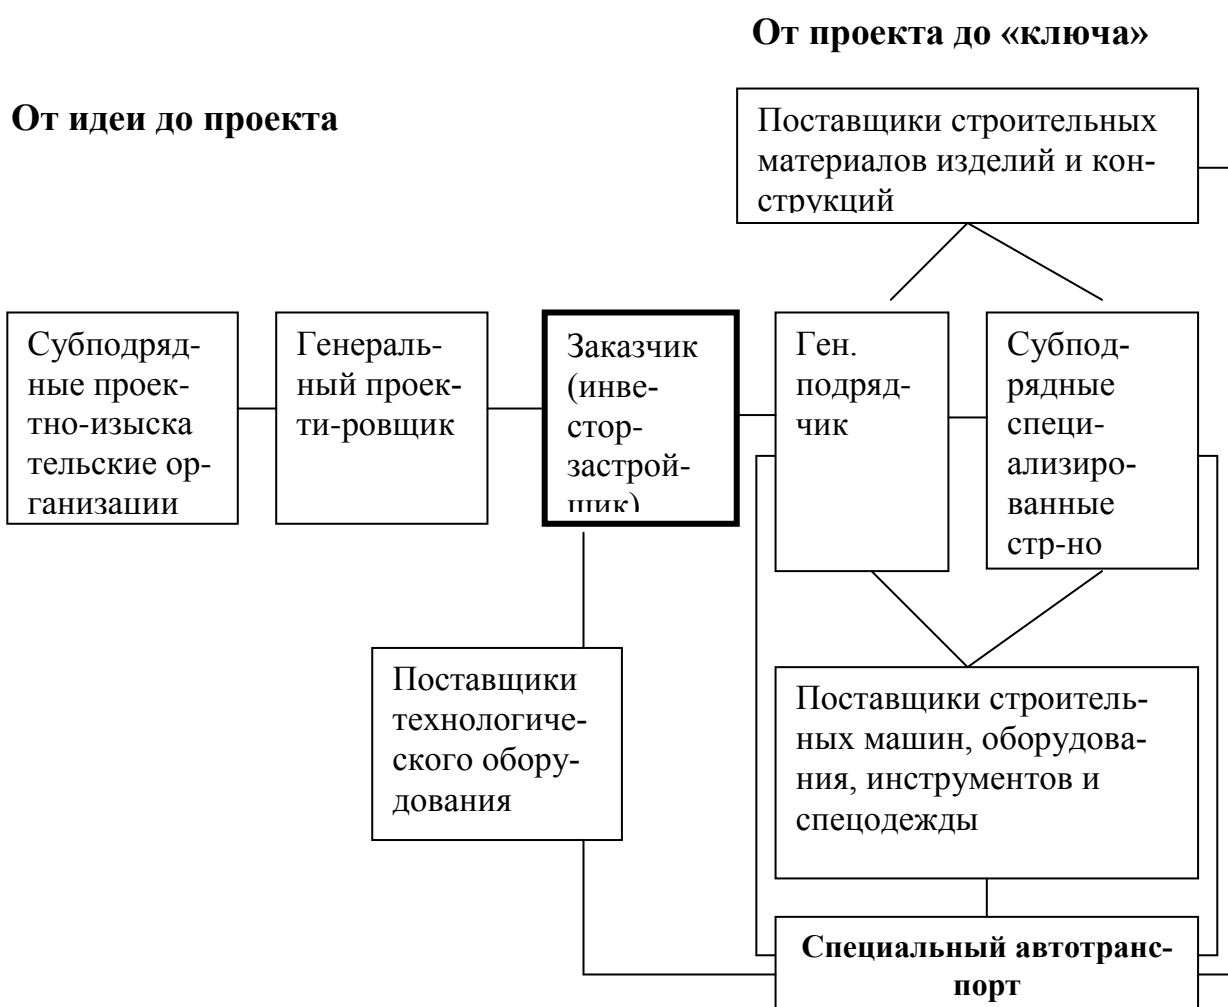 От проекта до «ключа»
От идеи до проекта
Поставщики строительных
материалов изделий и кон-
струкций
Субподряд-
ные проек-
тно-изыска
тельские ор-
ганизации
Генераль-
ный проек-
ти-ровщик
Заказчик
(инве-
стор-
застрой-
щик)
Ген.
подряд-
чик
Субпод-
рядные
специ-
ализиро-
ванные
стр-но
Поставщики
технологиче-
ского обору-
дования
Поставщики строитель-
ных машин, оборудова-
ния, инструментов и
спецодежды
Специальный автотранс-
порт